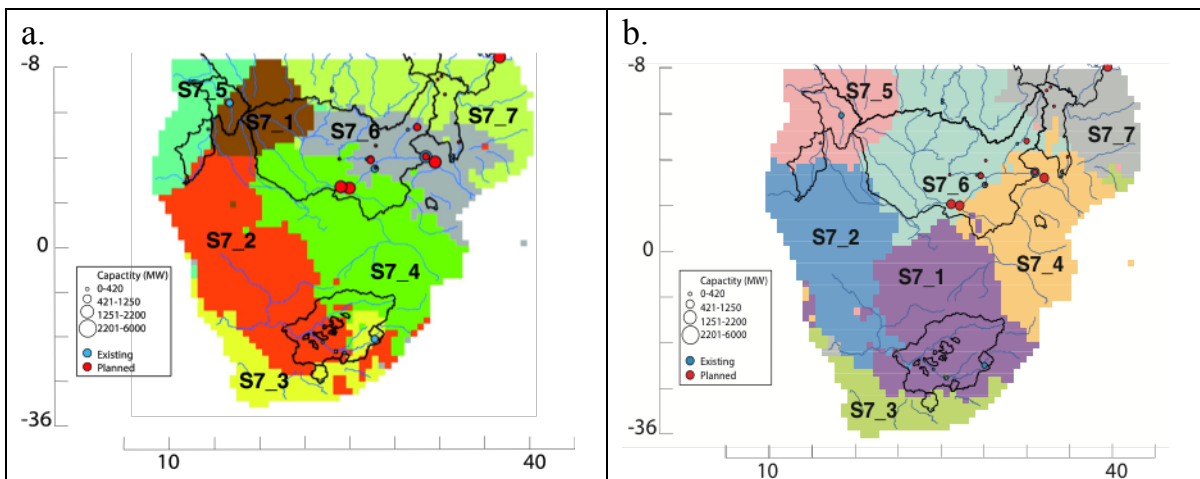 a.
-8
S7_5
S7_1
S7_6
S7_7
0
S7_2
S7_4
Capactity (MW)
0-420
421-1250
1251-2200
2201-6000
Existing
Planned
S7_3
-36
10
40
b.
-8
S7_5
S7_7
S7_6
S7_2
0
S7_4
S7_1
Capactity (MW)
0-420
421-1250
1251-2200
2201-6000
Existing
Planned
S7_3
-36
10
40